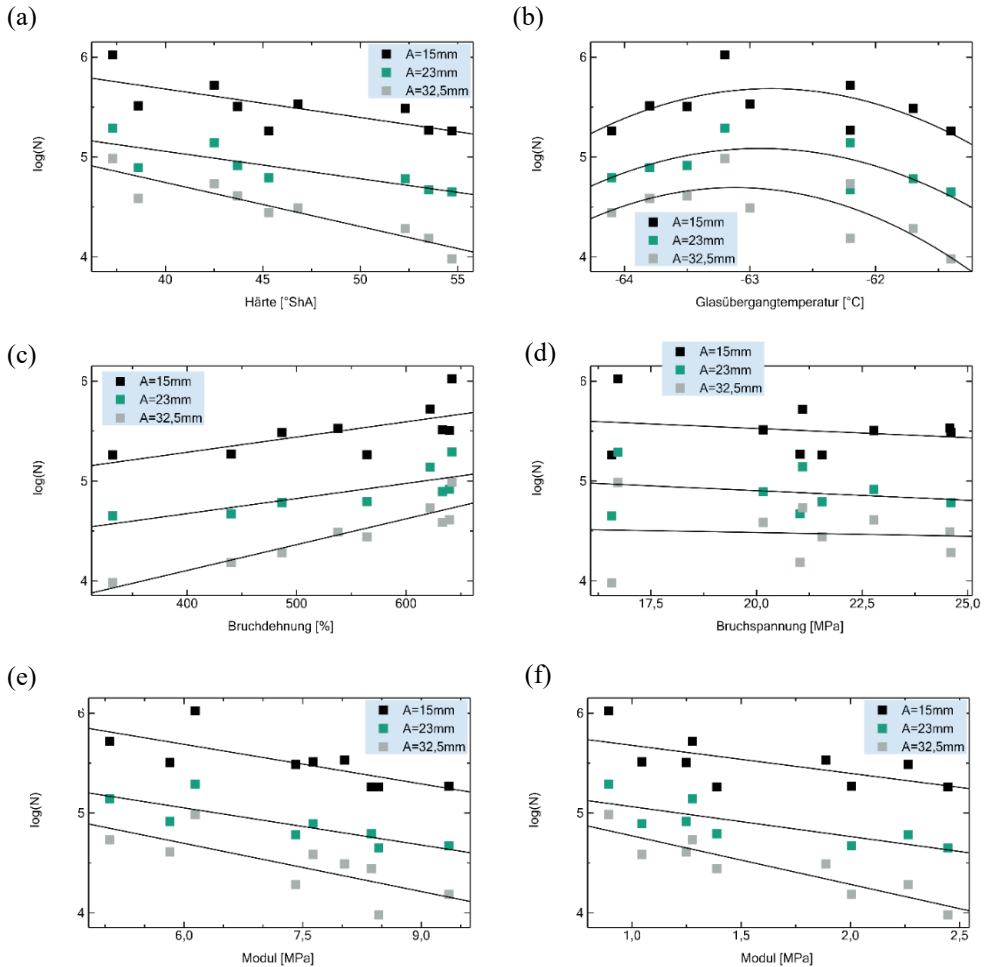 (a)
(b)
A=15mm
A=23mm
A=32,5mm
log(N)
6
5
4
40
45
50
55
Härte [°ShA]
A=15mm
A=23mm
A=32,5mm
log(N)
6
5
4
-64
-63
-62
Glasübergangtemperatur [°C]
(c)
(d)
A=15mm
A=23mm
A=32,5mm
log(N)
6
5
4
400
500
600
Bruchdehnung [%]
A=15mm
A=23mm
A=32,5mm
log(N)
6
5
4
17,5
20,0
22,5
25,0
Bruchspannung [MPa]
(e)
(f)
A=15mm
A=23mm
A=32,5mm
log(N)
6
5
4
6,0
7,5
9,0
Modul [MPa]
A=15mm
A=23mm
A=32,5mm
log(N)
6
5
4
1,0
1,5
2,0
2,5
Modul [MPa]